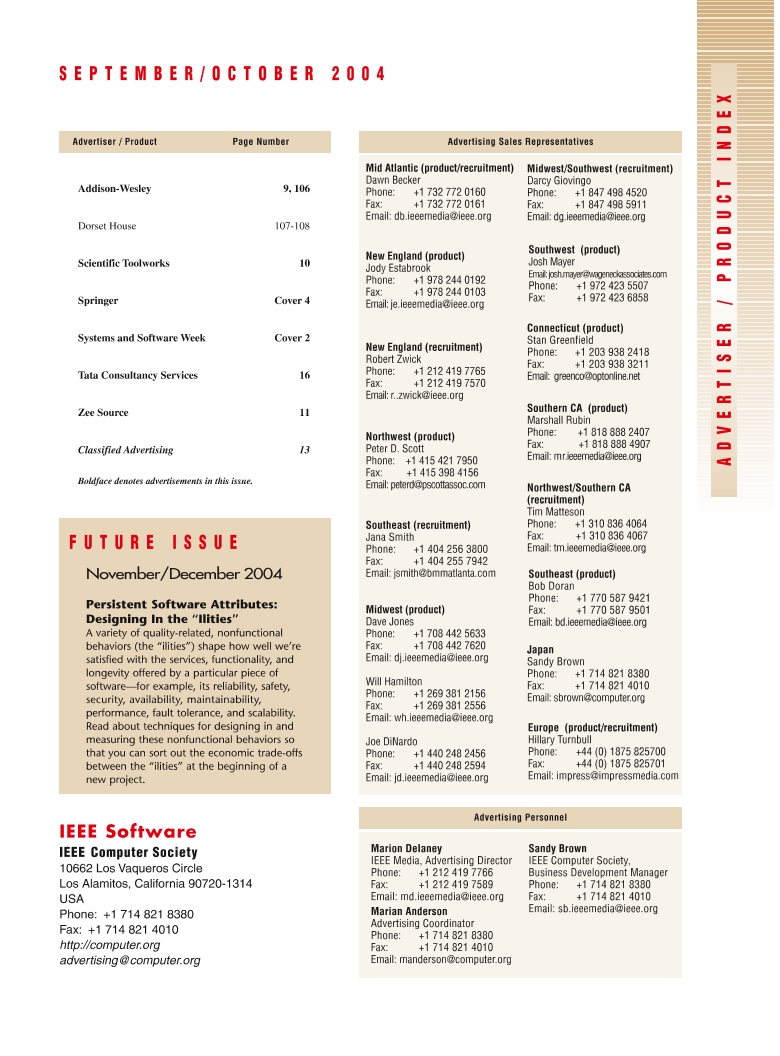 SEPTEMBER/OCTOBER 2004
Advertiser / Product Page Number
Addison-Wesley 9, 106
Dorset House 107-108
Scientific Toolworks 10
Springer Cover 4
Systems and Software Week Cover 2
Tata Consultancy Services 16
Zee Source 11
Classified Advertising 13
Boldface denotes advertisements in this issue.
FUTURE ISSUE
November/December 2004
Persistent Software Attributes:
Designing In the “Ilities”
A variety of quality-related, nonfunctional
behaviors (the “ilities”) shape how well we’re
satisfied with the services, functionality, and
longevity offered by a particular piece of
software—for example, its reliability, safety,
security, availability, maintainability,
performance, fault tolerance, and scalability.
Read about techniques for designing in and
measuring these nonfunctional behaviors so
that you can sort out the economic trade-offs
between the “ilities” at the beginning of a
new project.
IEEE Software
IEEE Computer Society
10662 Los Vaqueros Circle
Los Alamitos, California 90720-1314
USA
Phone: +1 714 821 8380
Fax: +1 714 821 4010
http://computer.org
advertising@computer.org
Advertising Sales Representatives
Mid Atlantic (product/recruitment)
Dawn Becker
Phone: +1 732 772 0160
Fax: +1 732 772 0161
Email: db.ieeemedia@ieee.org
New England (product)
Jody Estabrook
Phone: +1 978 244 0192
Fax: +1 978 244 0103
Email: je.ieeemedia@ieee.org
New England (recruitment)
Robert Zwick
Phone: +1 212 419 7765
Fax: +1 212 419 7570
Email: r..zwick@ieee.org
Northwest (product)
Peter D. Scott
Phone: +1 415 421 7950
Fax: +1 415 398 4156
Email: peterd@pscottassoc.com
Southeast (recruitment)
Jana Smith
Phone: +1 404 256 3800
Fax: +1 404 255 7942
Email: jsmith@bmmatlanta.com
Midwest (product)
Dave Jones
Phone: +1 708 442 5633
Fax: +1 708 442 7620
Email: dj.ieeemedia@ieee.org
Will Hamilton
Phone: +1 269 381 2156
Fax: +1 269 381 2556
Email: wh.ieeemedia@ieee.org
Joe DiNardo
Phone: +1 440 248 2456
Fax: +1 440 248 2594
Email: jd.ieeemedia@ieee.org
Midwest/Southwest (recruitment)
Darcy Giovingo
Phone: +1 847 498 4520
Fax: +1 847 498 5911
Email: dg.ieeemedia@ieee.org
Southwest (product)
Josh Mayer
Email: josh.mayer@wageneckassociates.com
Phone: +1 972 423 5507
Fax: +1 972 423 6858
Connecticut (product)
Stan Greenfield
Phone: +1 203 938 2418
Fax: +1 203 938 3211
Email: greenco@optonline.net
Southern CA (product)
Marshall Rubin
Phone: +1 818 888 2407
Fax: +1 818 888 4907
Email: mr.ieeemedia@ieee.org
Northwest/Southern CA
(recruitment)
Tim Matteson
Phone: +1 310 836 4064
Fax: +1 310 836 4067
Email: tm.ieeemedia@ieee.org
Southeast (product)
Bob Doran
Phone: +1 770 587 9421
Fax: +1 770 587 9501
Email: bd.ieeemedia@ieee.org
Japan
Sandy Brown
Phone: +1 714 821 8380
Fax: +1 714 821 4010
Email: sbrown@computer.org
Europe (product/recruitment)
Hillary Turnbull
Phone: +44 (0) 1875 825700
Fax: +44 (0) 1875 825701
Email: impress@impressmedia.com
Advertising Personnel
Marion Delaney
IEEE Media, Advertising Director
Phone: +1 212 419 7766
Fax: +1 212 419 7589
Email: md.ieeemedia@ieee.org
Marian Anderson
Advertising Coordinator
Phone: +1 714 821 8380
Fax: +1 714 821 4010
Email: manderson@computer.org
Sandy Brown
IEEE Computer Society,
Business Development Manager
Phone: +1 714 821 8380
Fax: +1 714 821 4010
Email: sb.ieeemedia@ieee.org
ADVERTISER / PRODUCT INDEX